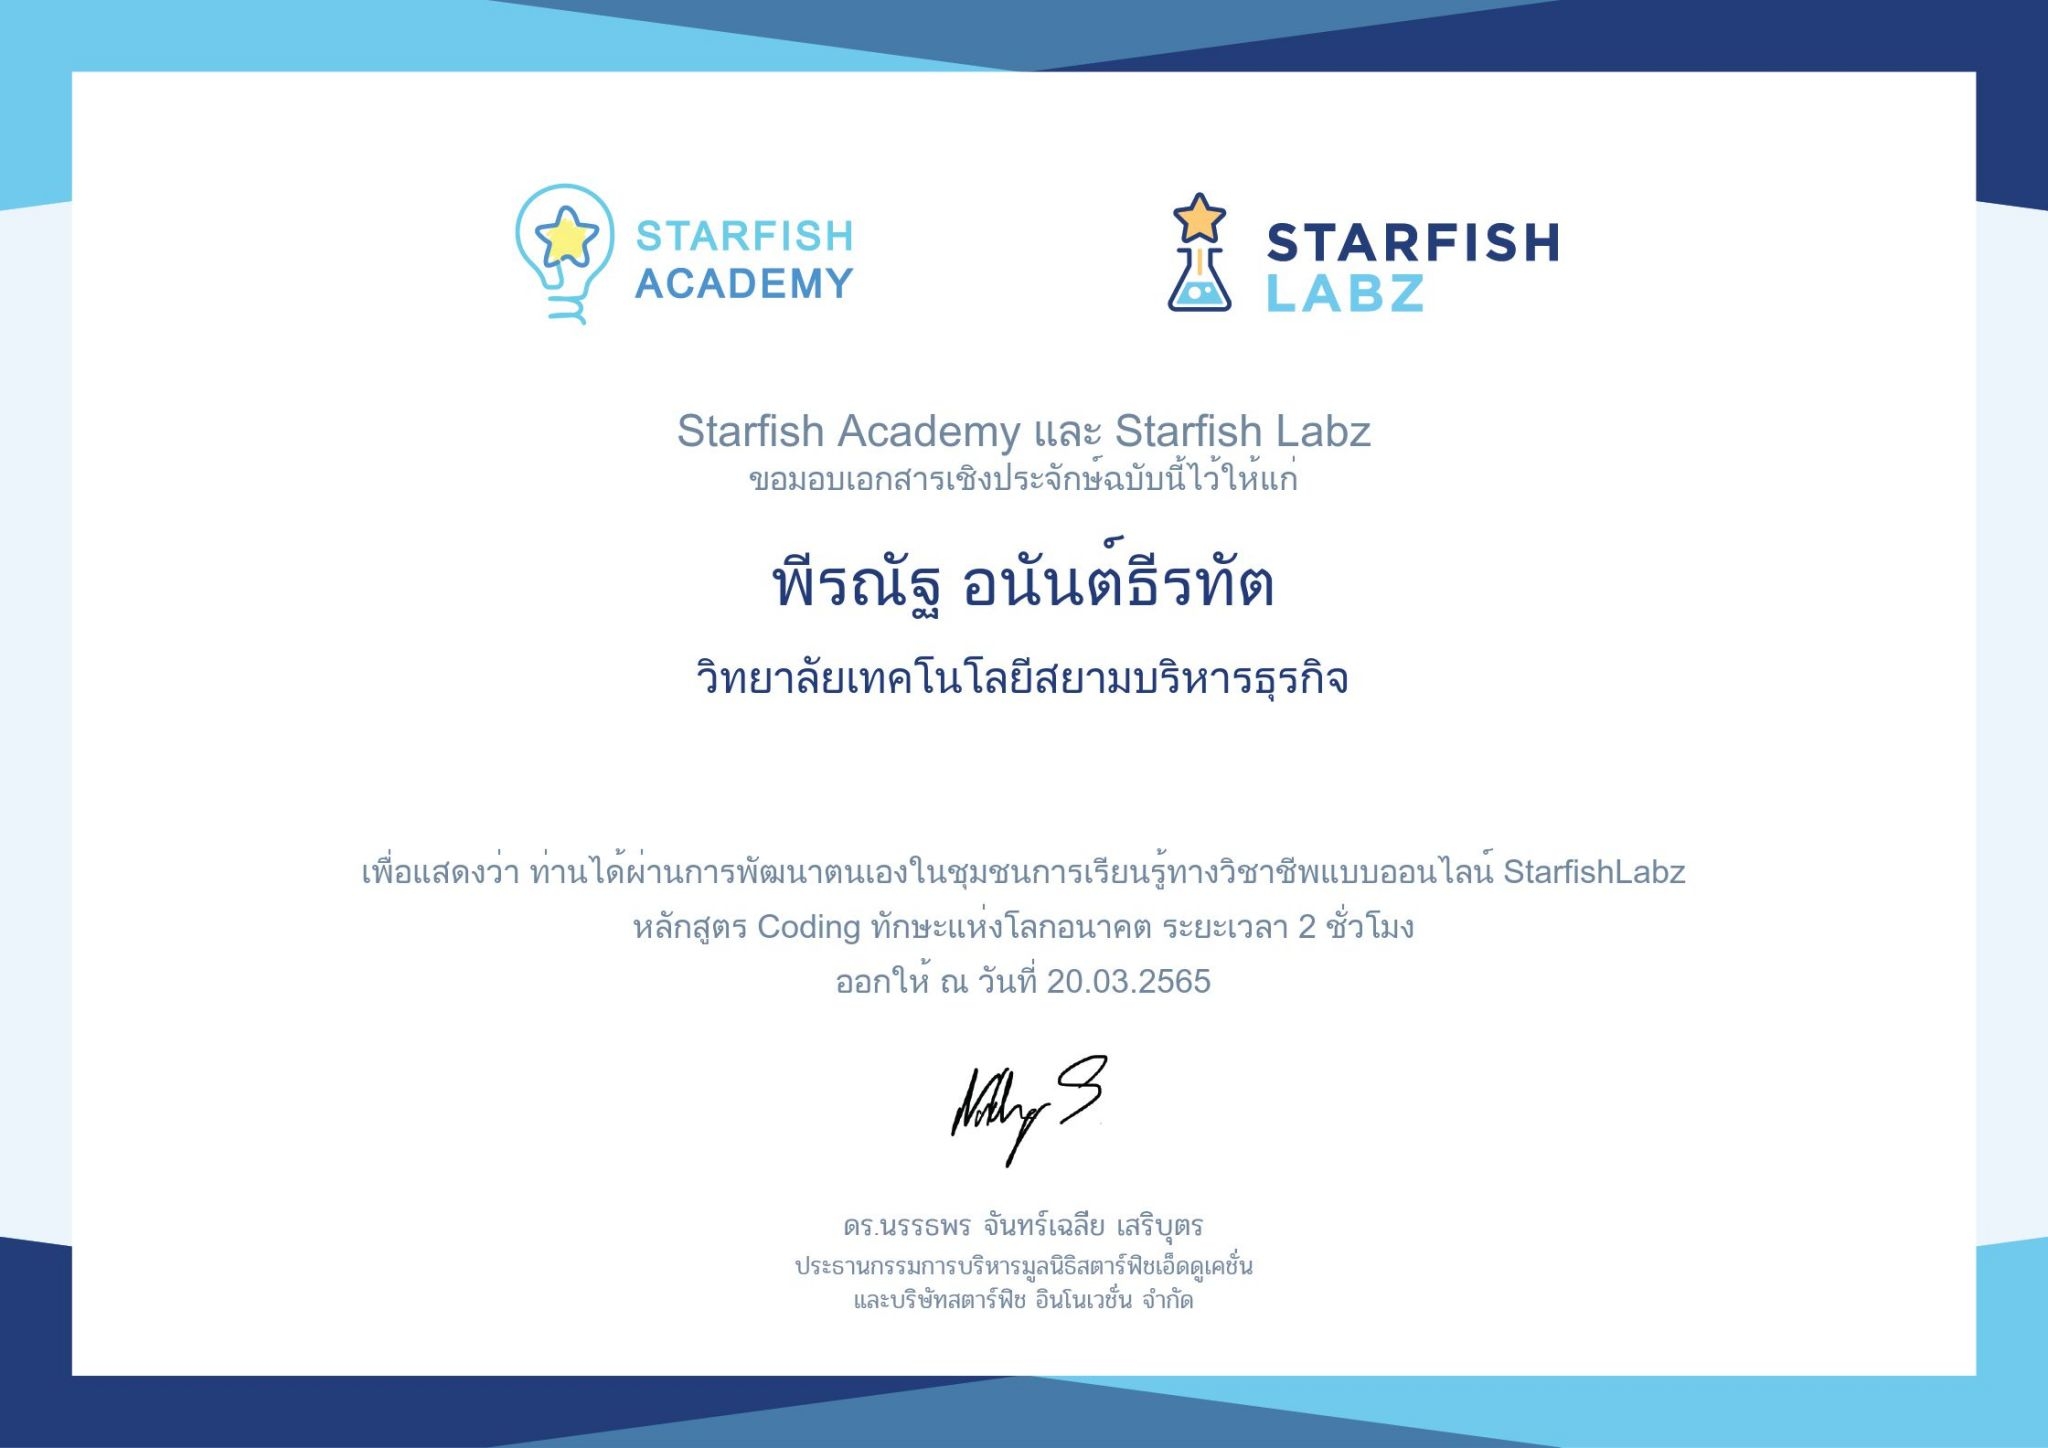 STARFISH
ACADEMY
STARFISH
LABZ
Starfish Academy และ Starfish Labz
ขอมอบเอกสารเชิงประจักษ์ฉบับนี้ไว้ให้แก่
พีรณัฐ อนันต์ธีรทัต
วิทยาลัยเทคโนโลยีสยามบริหารธุรกิจ
เพื่อแสดงว่า ท่านได้ผ่านการพัฒนาตนเองในชุมชนการเรียนรู้ทางวิชาชีพแบบออนไลน์ StarfishLabz
หลักสูตร Coding ทักษะแห่งโลกอนาคต ระยะเวลา 2 ชั่วโมง
ออกให้ ณ วันที่ 20.03.2565
ดร.นรรธพร จันทร์เฉลี่ย เสริบุตร
ประธานกรรมการบริหารมูลนิธิสตาร์ฟิชเอ็ดดูเคชั่น
และบริษัทสตาร์ฟิช อินโนเวชั่น จำกัด